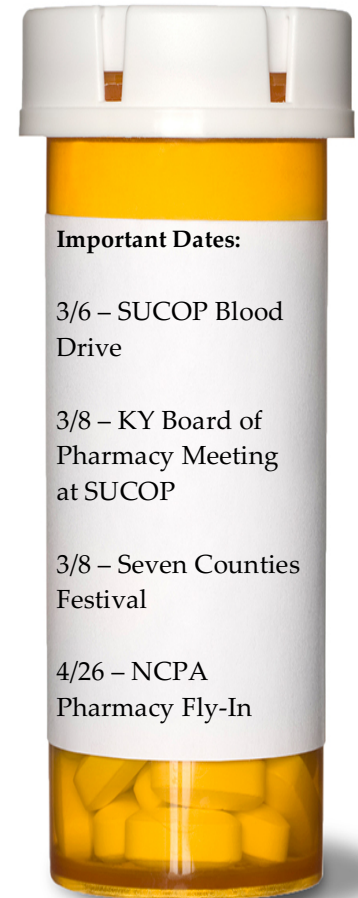 Important Dates:
3/6 – SUCOP Blood
Drive
3/8 – KY Board of
Pharmacy Meeting
at SUCOP
3/8 – Seven Counties
Festival
4/26 – NCPA
Pharmacy Fly-In